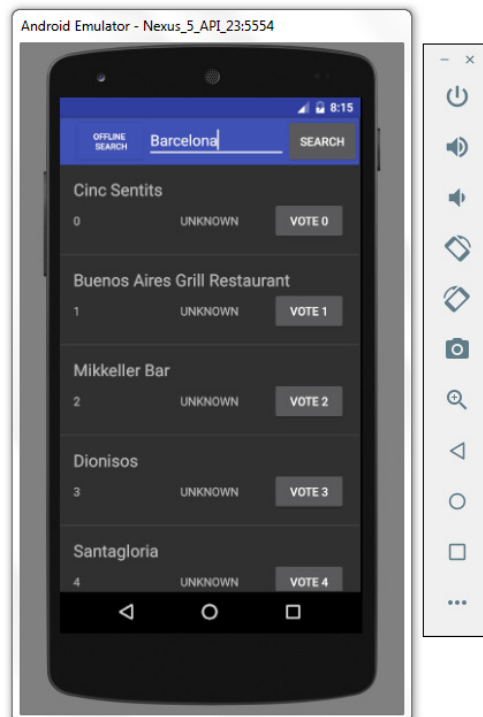 Android Emulator - Nexus_5_API_23:5554
8:15
OFFLINE
SEARCH
Barcelona
SEARCH
Cinc Sentits
0 UNKNOWN VOTE 0
Buenos Aires Grill Restaurant
1 UNKNOWN VOTE 1
Mikkeller Bar
2 UNKNOWN VOTE 2
Dionisos
3 UNKNOWN VOTE 3
Santagloria
4 UNKNOWN VOTE 4